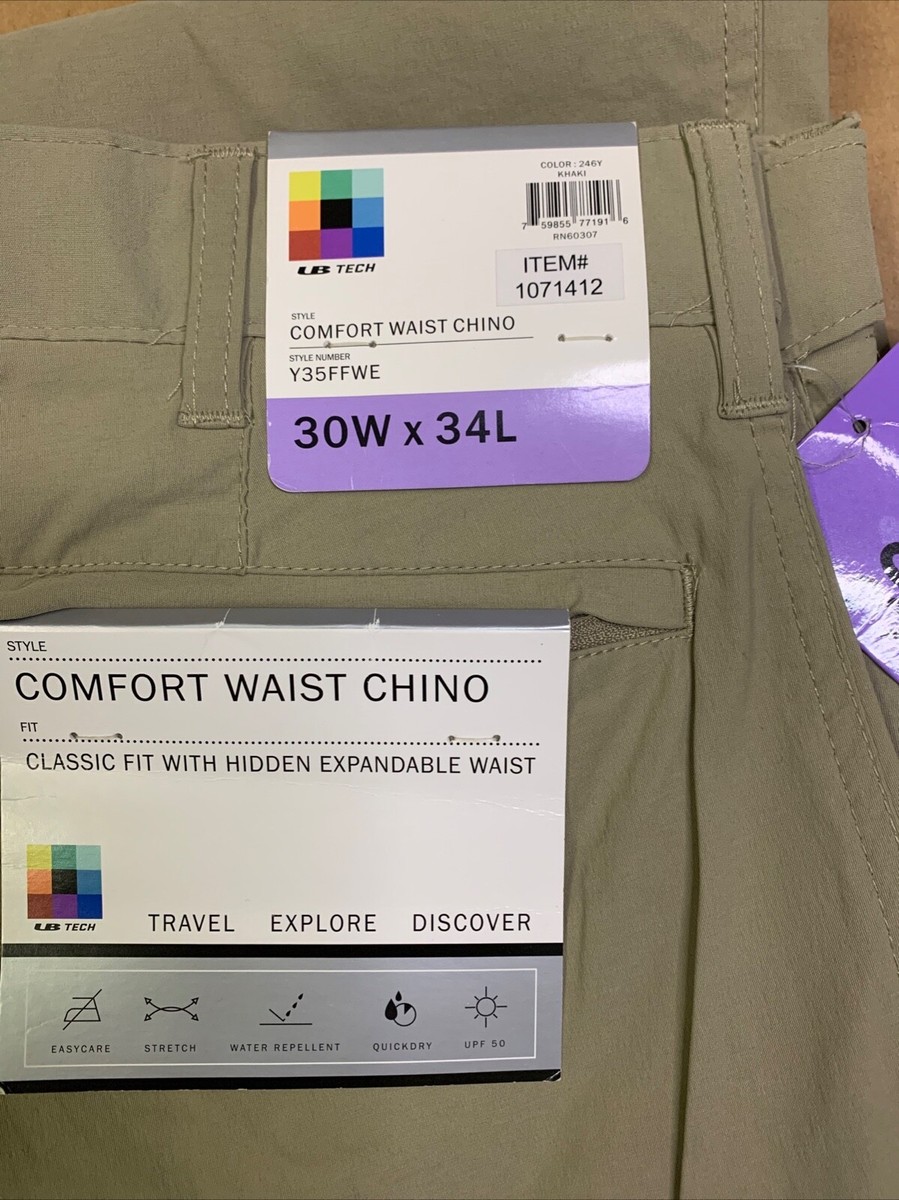 COLOR : 246Y
KHAKI
7 59855 77191 6
RN60307
UB TECH
ITEM#
1071412
STYLE
COMFORT WAIST CHINO
STYLE NUMBER
Y35FFWE
30W x 34L
STYLE
COMFORT WAIST CHINO
FIT
CLASSIC FIT WITH HIDDEN EXPANDABLE WAIST
UB TECH
TRAVEL EXPLORE DISCOVER
EASYCARE STRETCH WATER REPELLENT QUICKDRY UPF 50